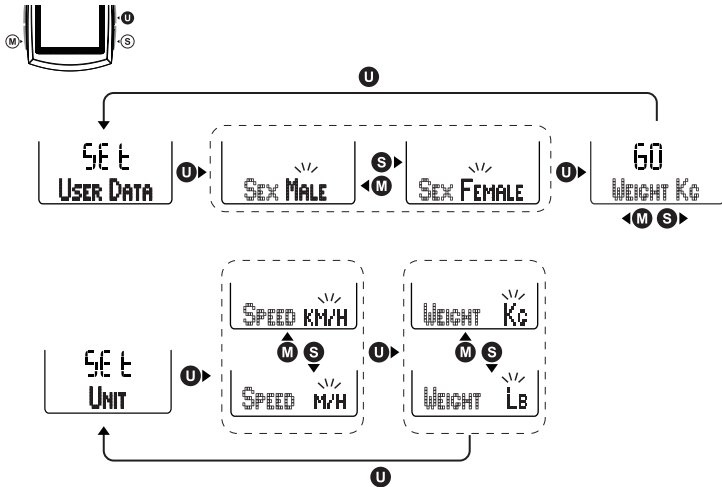 U
M S
U
SEt
USER DATA
U
SEX MALE
S
M
SEX FEMALE
U
60
WEIGHT KG
M S
SPEED KM/H
M S
SPEED M/H
SEt
UNIT
U
U
WEIGHT KG
M S
WEIGHT LB
U